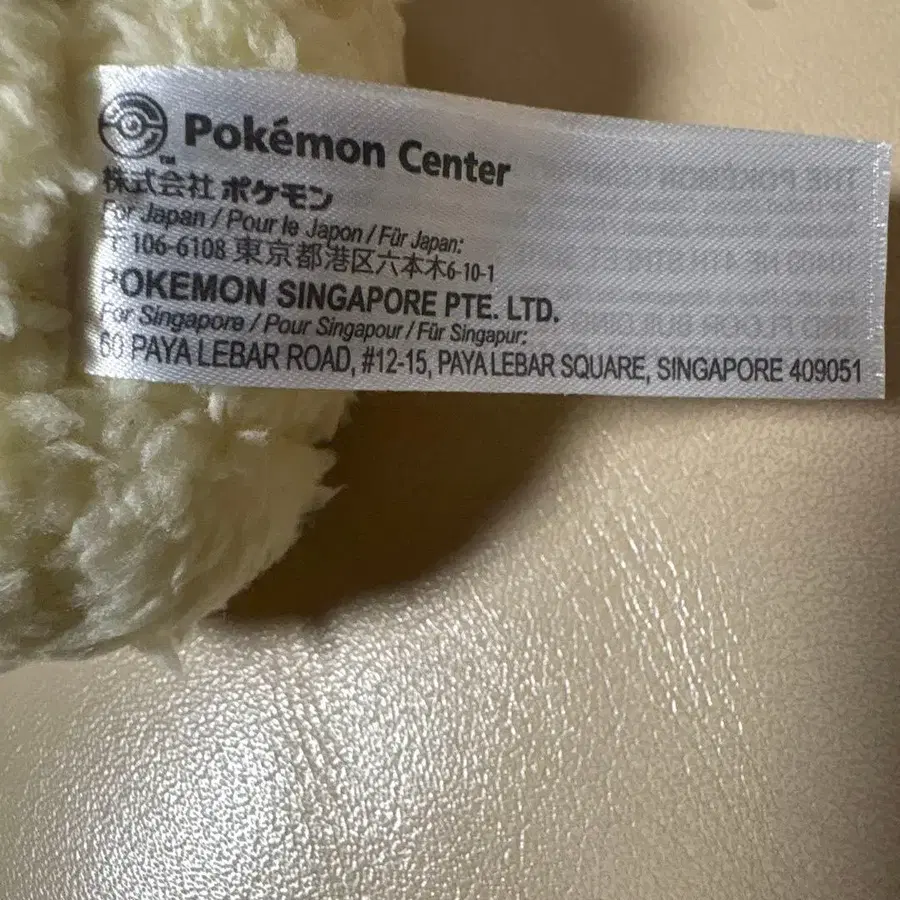 Pokémon Center
TM
株式会社 ポケモン
For Japan / Pour le Japon / Für Japan:
〒106-6108 東京都港区六本木6-10-1
POKEMON SINGAPORE PTE. LTD.
For Singapore / Pour Singapour / Für Singapur:
60 PAYA LEBAR ROAD, #12-15, PAYA LEBAR SQUARE, SINGAPORE 409051